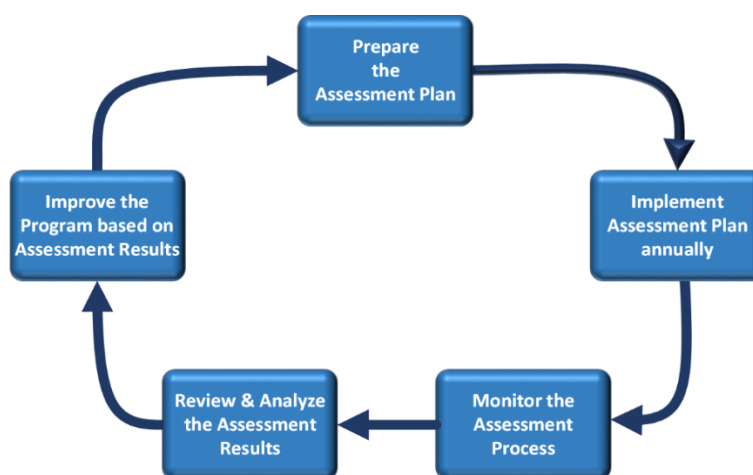 Prepare
the
Assessment Plan
Implement
Assessment Plan
annually
Monitor the
Assessment
Process
Review & Analyze
the Assessment
Results
Improve the
Program based on
Assessment Results